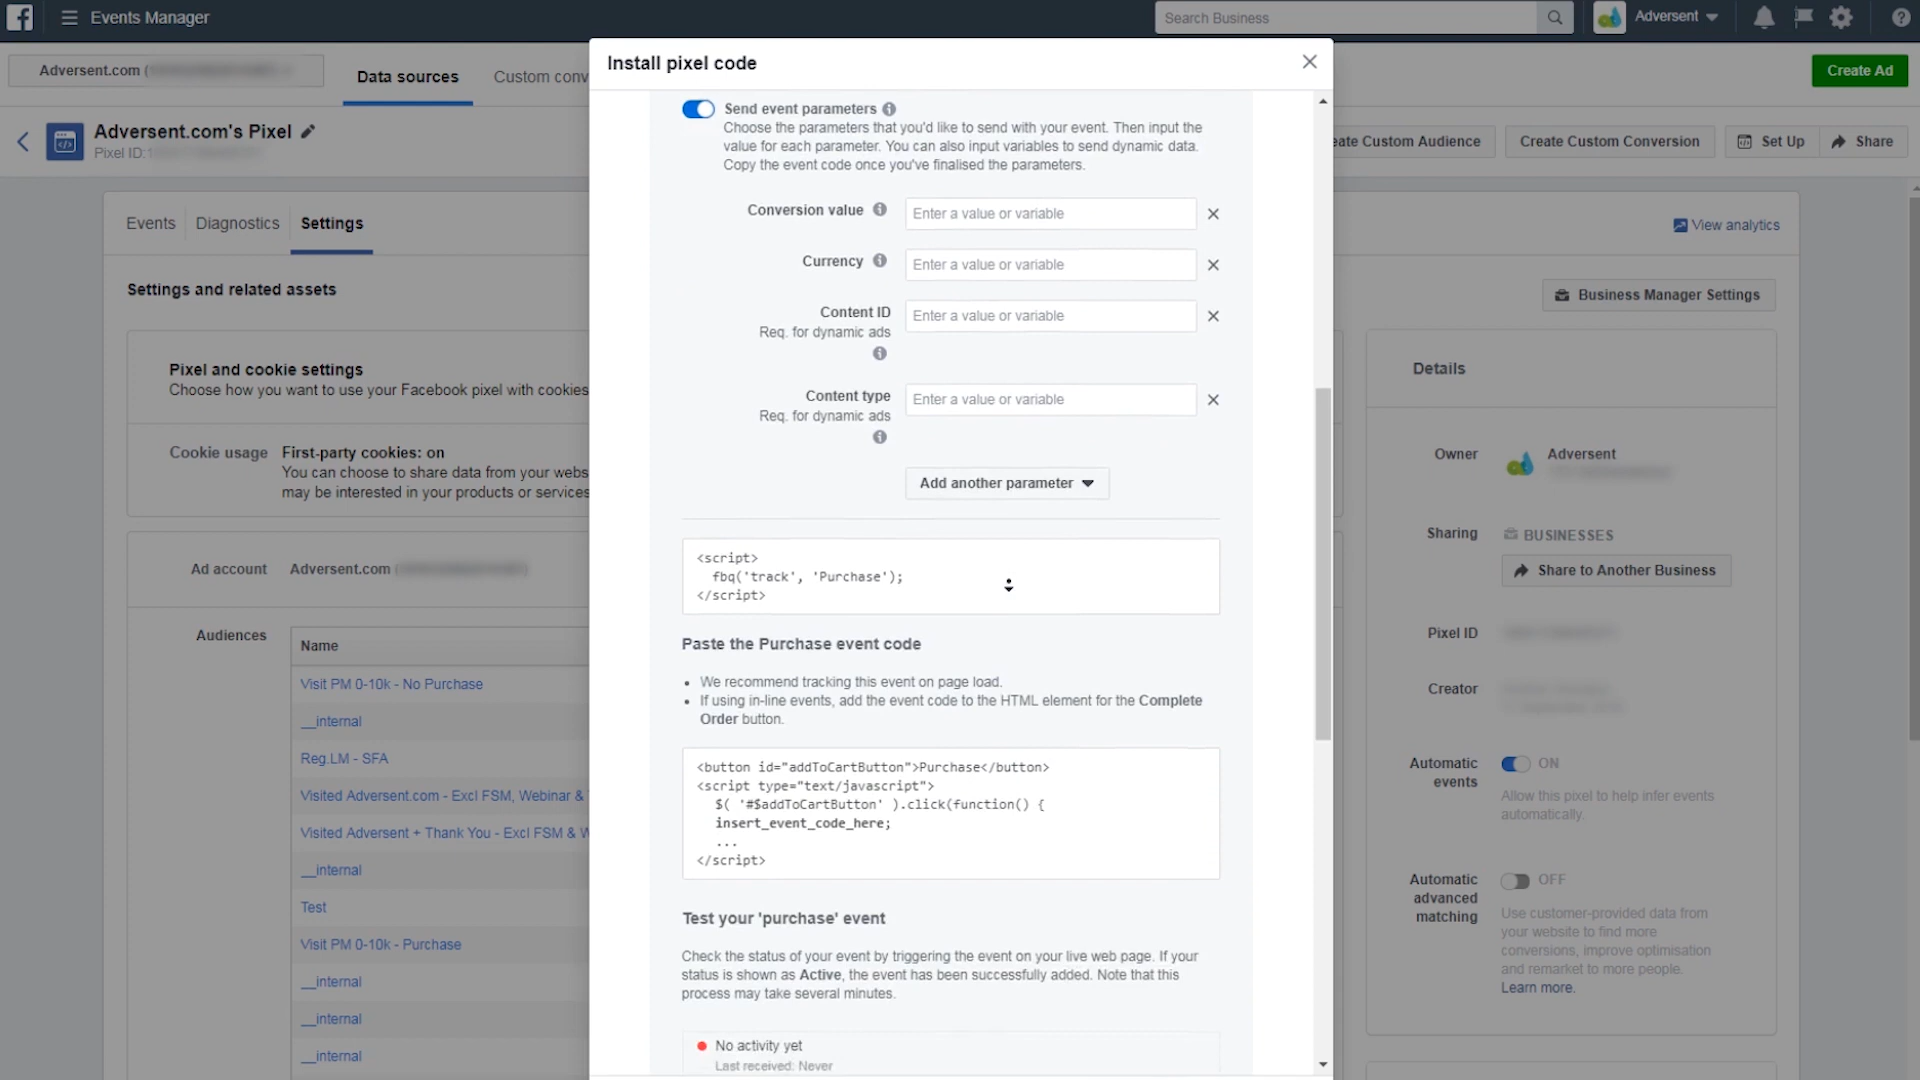 Events Manager
Search Business
Adversent
Adversent.com (
Data sources
Custom conv
Create Ad
Adversent.com's Pixel
Pixel ID:
eate Custom Audience
Create Custom Conversion
Set Up
Share
Events
Diagnostics
Settings
View analytics
Settings and related assets
Business Manager Settings
Pixel and cookie settings
Choose how you want to use your Facebook pixel with cookies
Cookie usage
First-party cookies: on
You can choose to share data from your webs
may be interested in your products or services
Ad account
Adversent.com
Audiences
Name
Visit PM 0-10k - No Purchase
__internal
Reg.LM - SFA
Visited Adversent.com - Excl FSM, Webinar &
Visited Adversent + Thank You - Excl FSM & W
__internal
Test
Visit PM 0-10k - Purchase
__internal
__internal
__internal
Install pixel code
Send event parameters
Choose the parameters that you'd like to send with your event. Then input the
value for each parameter. You can also input variables to send dynamic data.
Copy the event code once you've finalised the parameters.
Conversion value
Enter a value or variable
Currency
Enter a value or variable
Content ID
Req. for dynamic ads
Enter a value or variable
Content type
Req. for dynamic ads
Enter a value or variable
Add another parameter
<script>
fbq('track', 'Purchase');
</script>
Paste the Purchase event code
We recommend tracking this event on page load.
If using in-line events, add the event code to the HTML element for the Complete
Order button.
<button id="addToCartButton">Purchase</button>
<script type="text/javascript">
$( '#$addToCartButton' ).click(function() {
insert_event_code_here;
...
</script>
Test your 'purchase' event
Check the status of your event by triggering the event on your live web page. If your
status is shown as Active, the event has been successfully added. Note that this
process may take several minutes.
No activity yet
Last received: Never
Details
Owner
Adversent
Sharing
BUSINESSES
Share to Another Business
Pixel ID
Creator
Automatic
events
ON
Allow this pixel to help infer events
automatically.
Automatic
advanced
matching
OFF
Use customer-provided data from
your website to find more
conversions, improve optimisation
and remarket to more people.
Learn more.